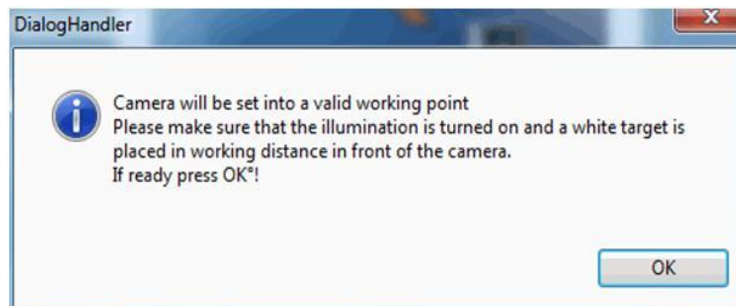 DialogHandler
Camera will be set into a valid working point
Please make sure that the illumination is turned on and a white target is
placed in working distance in front of the camera.
If ready press OK"!
OK